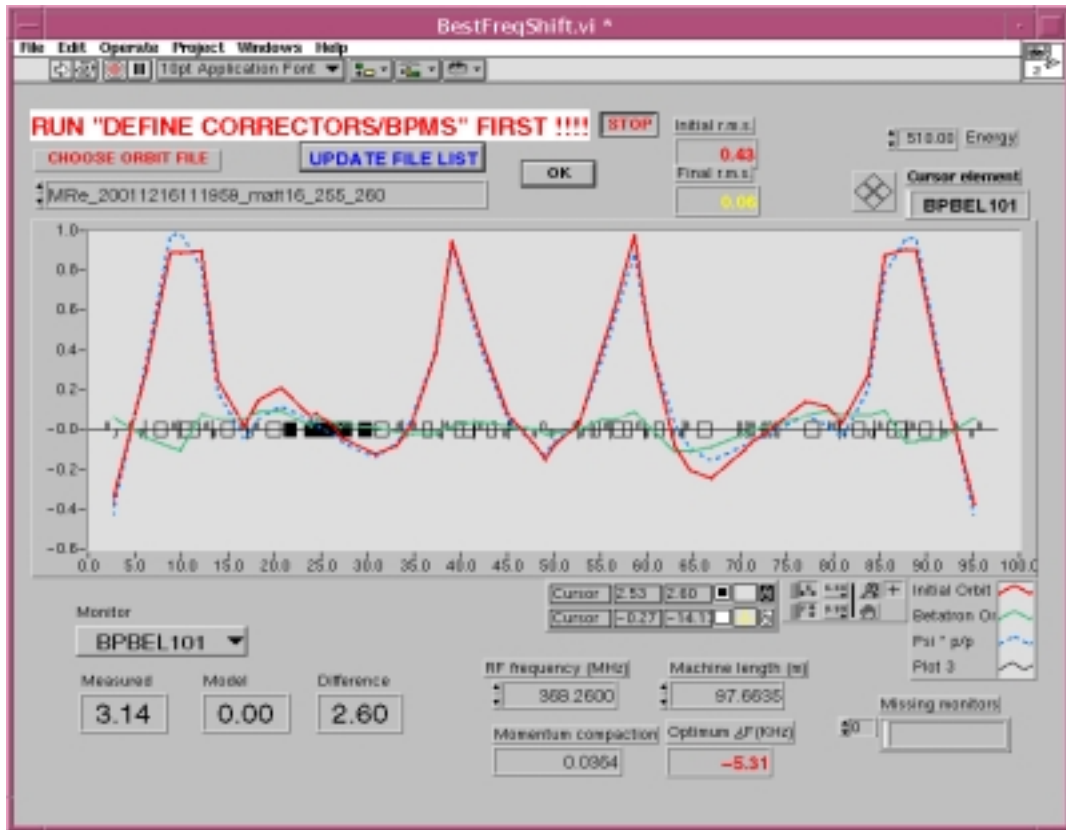 BestFreqShift.vi *
File Edit Operate Project Windows Help
10pt Application Font
2
RUN "DEFINE CORRECTORS/BPMS" FIRST !!!! STOP
CHOOSE ORBIT FILE
UPDATE FILE LIST
OK
MRe_20011216111959_matt16_255_260
Initial r.m.s.
0.43
Final r.m.s.
0.06
510.00 Energy
Cursor element
BPBEL101
1.0
0.8
0.6
0.4
0.2
-0.0
-0.2
-0.4
-0.6
0.0 5.0 10.0 15.0 20.0 25.0 30.0 35.0 40.0 45.0 50.0 55.0 60.0 65.0 70.0 75.0 80.0 85.0 90.0 95.0 100.0
Cursor 2.53 2.60
Cursor -0.27
Initial Orbit
Betatron Or
Psi * p/p
Plot 3
Monitor
BPBEL101
Measured Model Difference
3.14 0.00 2.60
RF frequency (MHz) Machine length (m)
368.2600 97.6635
Momentum compaction Optimum ΔF(KHz)
0.0364 -5.31
Missing monitors
0